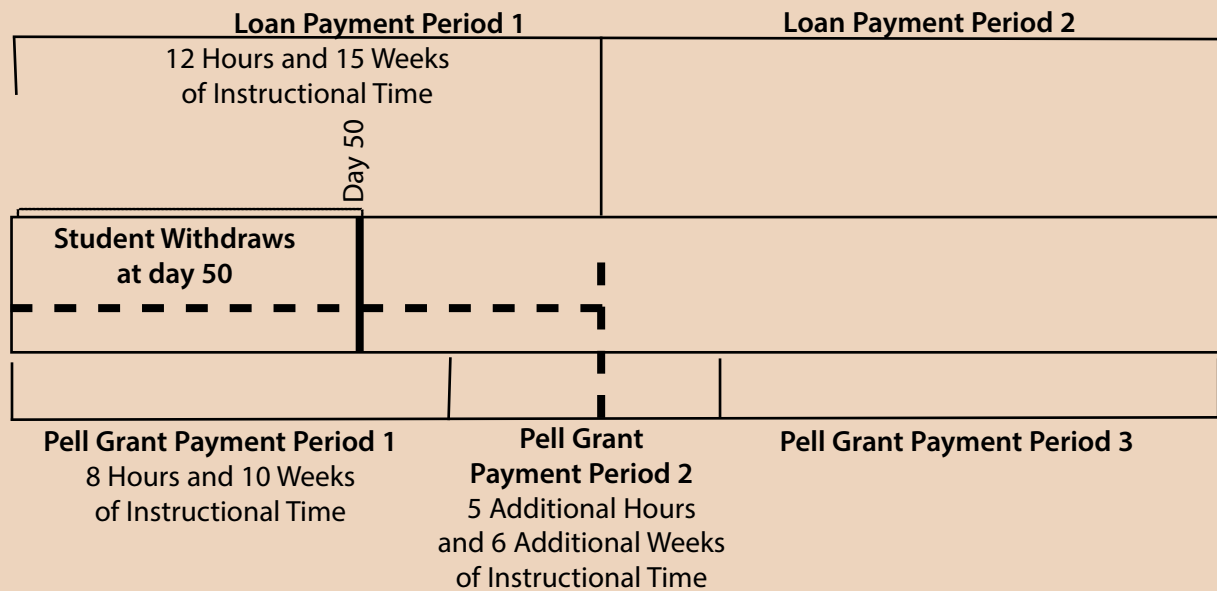 Loan Payment Period 1
12 Hours and 15 Weeks
of Instructional Time
Loan Payment Period 2
Day 50
Student Withdraws
at day 50
Pell Grant Payment Period 1
8 Hours and 10 Weeks
of Instructional Time
Pell Grant
Payment Period 2
5 Additional Hours
and 6 Additional Weeks
of Instructional Time
Pell Grant Payment Period 3